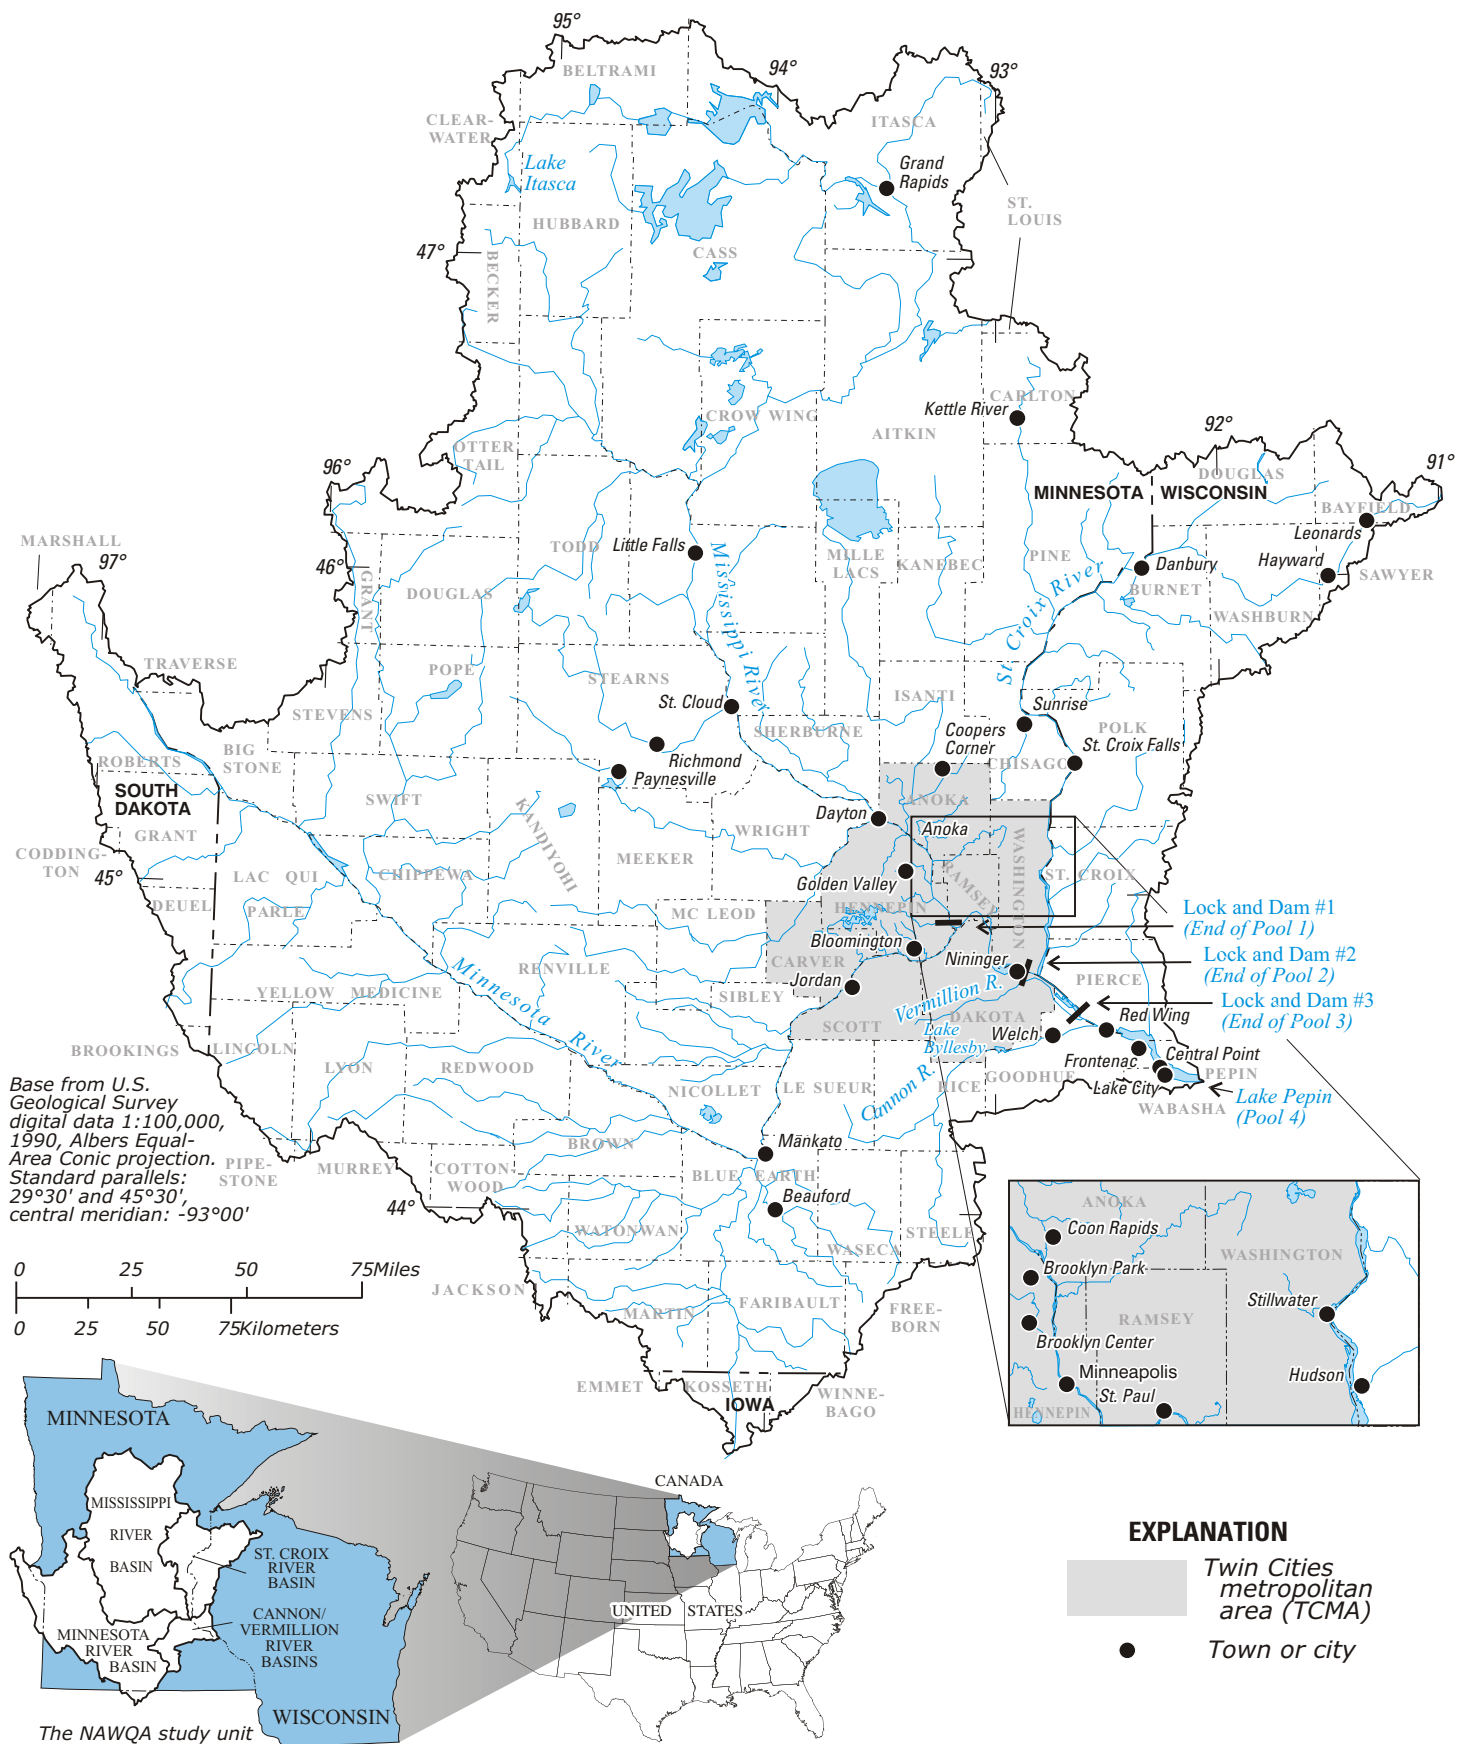 95°
94°
93°
BELTRAMI
CLEAR-
WATER
ITASCA
Lake
Itasca
Grand
Rapids
ST.
LOUIS
HUBBARD
CASS
47°
BECKER
CARLTON
Kettle River
CROW WING
AITKIN
OTTER
TAIL
96°
92°
91°
DOUGLAS
MINNESOTA
WISCONSIN
BAYFIELD
Leonards
MARSHALL
97°
46°
TODD
Little Falls
Mississippi River
MILLE
LACS
KANEBEC
PINE
Danbury
Hayward
SAWYER
GRANT
DOUGLAS
St. Croix River
BURNET
WASHBURN
TRAVERSE
POPE
STEARNS
ISANTI
St. Cloud
Sunrise
STEVENS
SHERBURNE
Coopers
Corner
POLK
St. Croix Falls
BIG
STONE
ROBERTS
Richmond
Paynesville
CHISAGO
SOUTH
DAKOTA
SWIFT
KANDIYOHI
ANOKA
Dayton
Anoka
WASHINGTON
GRANT
WRIGHT
CODDING-
TON
45°
MEEKER
LAC QUI
PARLE
CHIPPEWA
Golden Valley
RAMSEY
ST. CROIX
DEUEL
MC LEOD
HENNEPIN
Lock and Dam #1
(End of Pool 1)
Bloomington
Nininger
Lock and Dam #2
(End of Pool 2)
CARVER
RENVILLE
Minnesota River
Jordan
PIERCE
YELLOW MEDICINE
SIBLEY
Vermillion R.
Lock and Dam #3
(End of Pool 3)
SCOTT
DAKOTA
Lake
Byllesby
Welch
Red Wing
BROOKINGS
LINCOLN
LYON
REDWOOD
Frontenac
Central Point
PEPIN
NICOLLET
LE SUEUR
Cannon R.
RICE
GOODHUE
Lake City
Lake Pepin
(Pool 4)
WABASHA
Base from U.S.
Geological Survey
digital data 1:100,000,
1990, Albers Equal-
Area Conic projection.
Standard parallels:
29°30' and 45°30',
central meridian: -93°00'
PIPE-
STONE
MURREY
COTTON-
WOOD
BROWN
Mankato
BLUE EARTH
Beauford
44°
WATONWAN
WASECA
STEELE
0 25 50 75Miles
0 25 50 75Kilometers
JACKSON
MARTIN
FARIBAULT
FREE-
BORN
EMMET
KOSSETH
IOWA
WINNE-
BAGO
ANOKA
Coon Rapids
WASHINGTON
Brooklyn Park
RAMSEY
Stillwater
Brooklyn Center
Minneapolis
Hudson
St. Paul
HENNEPIN
MINNESOTA
MISSISSIPPI
RIVER
BASIN
ST. CROIX
RIVER
BASIN
CANNON/
VERMILLION
RIVER
BASINS
MINNESOTA
RIVER
BASIN
WISCONSIN
The NAWQA study unit
CANADA
UNITED STATES
EXPLANATION
Twin Cities
metropolitan
area (TCMA)
Town or city